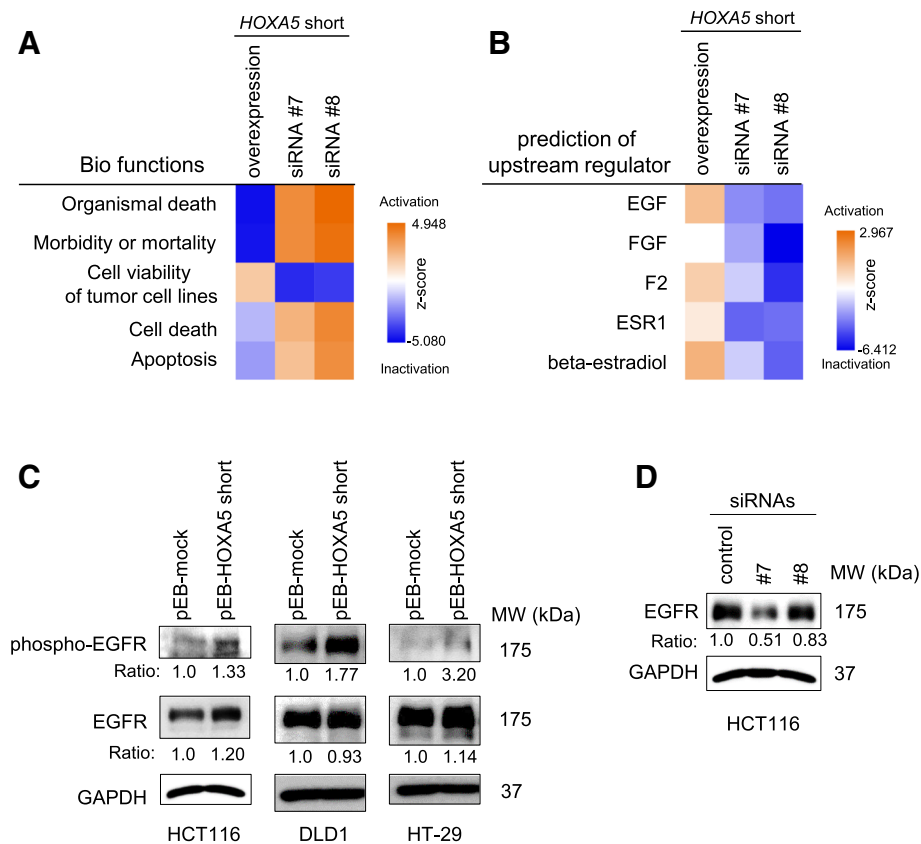 A
HOXA5 short
overexpression
siRNA #7
siRNA #8
Bio functions
Organismal death
Morbidity or mortality
Cell viability
of tumor cell lines
Cell death
Apoptosis
Activation
4.948
z-score
-5.080
Inactivation
B
HOXA5 short
overexpression
siRNA #7
siRNA #8
prediction of
upstream regulator
EGF
FGF
F2
ESR1
beta-estradiol
Activation
2.967
z-score
-6.412
Inactivation
C
pEB-mock
pEB-HOXA5 short
pEB-mock
pEB-HOXA5 short
pEB-mock
pEB-HOXA5 short
MW (kDa)
phospho-EGFR
175
Ratio: 1.0 1.33 1.0 1.77 1.0 3.20
EGFR
175
Ratio: 1.0 1.20 1.0 0.93 1.0 1.14
GAPDH
37
HCT116 DLD1 HT-29
D
siRNAs
control
#7
#8
MW (kDa)
EGFR
175
Ratio: 1.0 0.51 0.83
GAPDH
37
HCT116